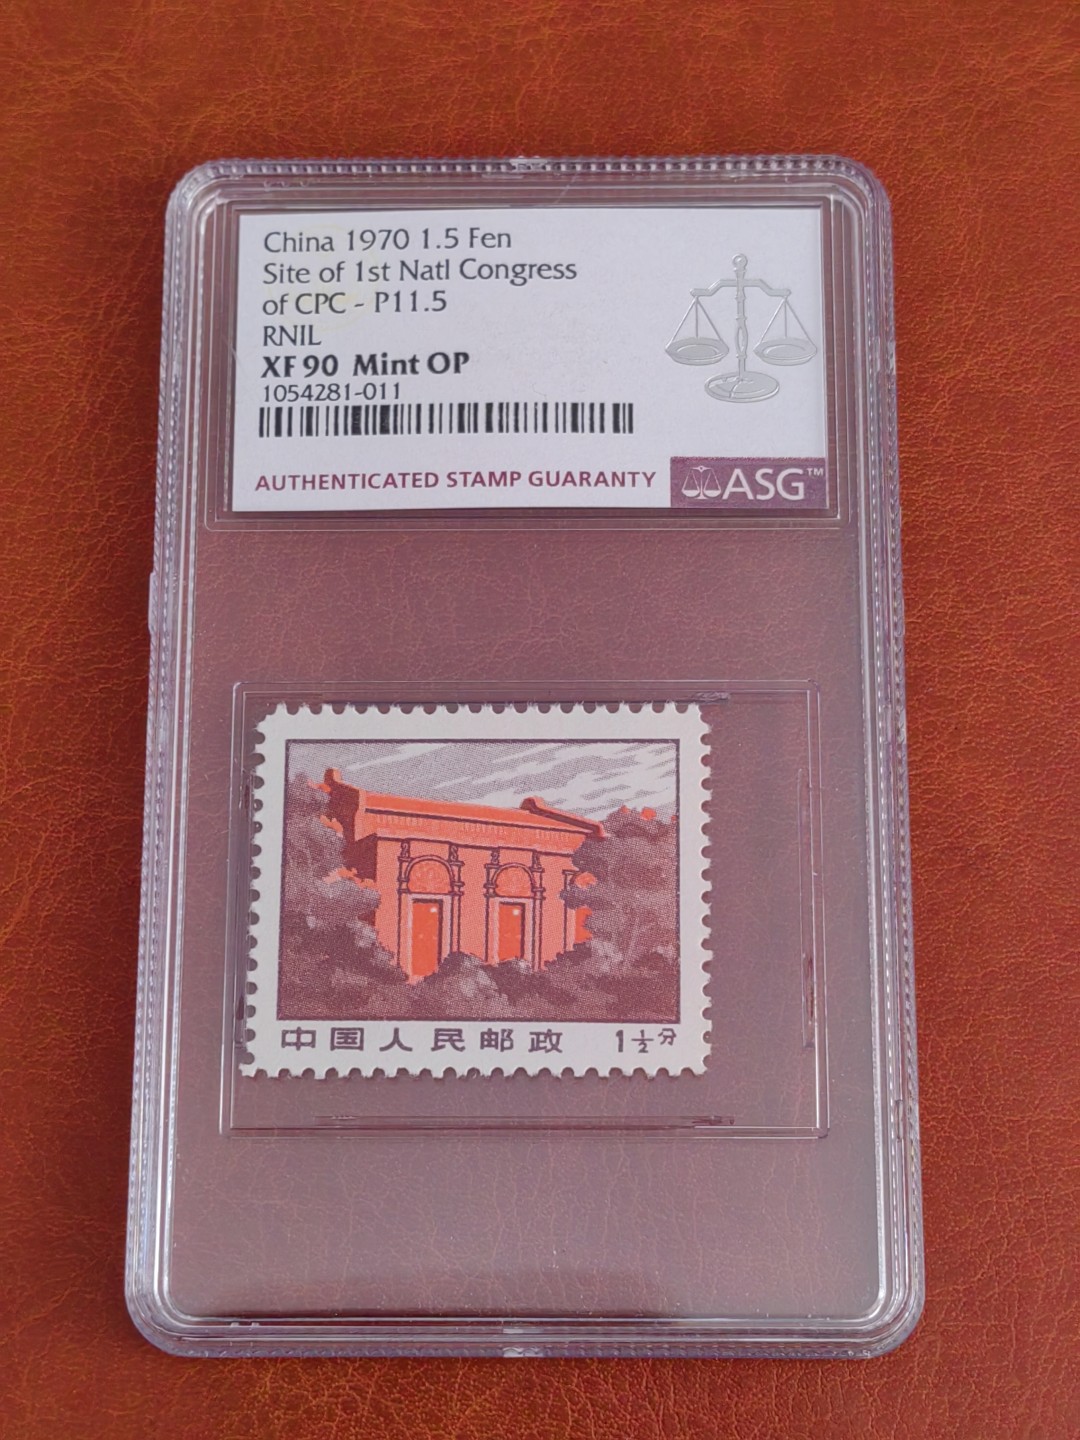 China 1970 1.5 Fen
Site of 1st Natl Congress
of CPC - P11.5
RNIL
XF 90 Mint OP
1054281-011
AUTHENTICATED STAMP GUARANTY
ASG™
中国人民邮政 1½分